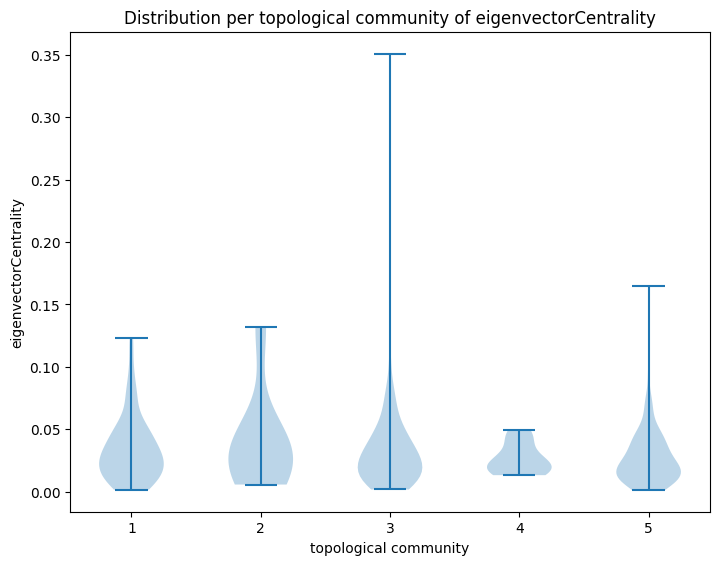 Distribution per topological community of eigenvectorCentrality
eigenvectorCentrality
0.35
0.30
0.25
0.20
0.15
0.10
0.05
0.00
1 2 3 4 5
topological community